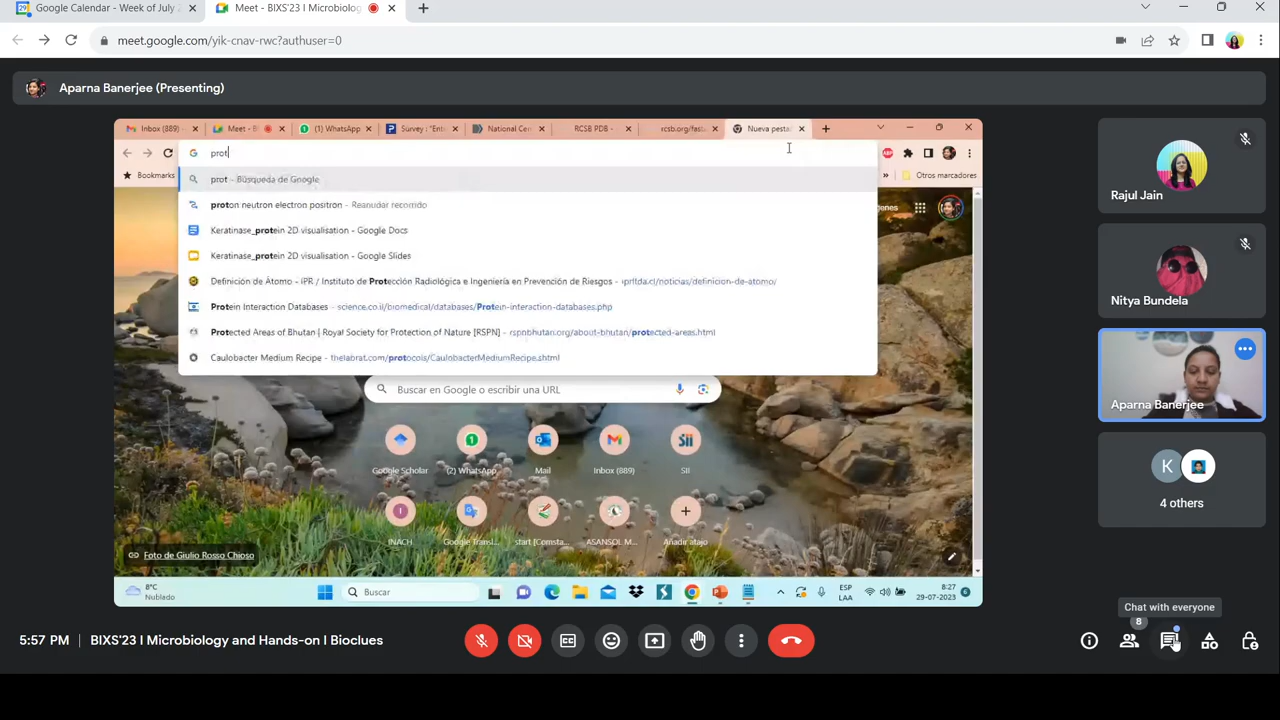 Google Calendar - Week of July
Meet - BIXS'23 I Microbiology
meet.google.com/yik-cnav-rwc?authuser=0
Aparna Banerjee (Presenting)
Inbox (889)
Meet - B
(1) WhatsApp
Survey : "Ent
National Ce
RCSB PDB -
rcsb.org/fasta
Nueva pestañ
prot
Bookmarks
ABP
Otros marcadores
prot - Búsqueda de Google
proton neutron electron positron - Reanudar recorrido
Keratinase_protein 2D visualisation - Google Docs
Keratinase_protein 2D visualisation - Google Slides
Definición de Átomo - IPR / Instituto de Protección Radiológica e Ingeniería en Prevención de Riesgos - iprltda.cl/noticias/definicion-de-atomo/
Protein Interaction Databases - science.co.il/biomedical/databases/Protein-interaction-databases.php
Protected Areas of Bhutan | Royal Society for Protection of Nature [RSPN] - rspnbhutan.org/about-bhutan/protected-areas.html
Caulobacter Medium Recipe - thelabrat.com/protocols/CaulobacterMediumRecipe.shtml
Buscar en Google o escribir una URL
Google Scholar
(2) WhatsApp
Mail
Inbox (889)
SII
INACH
Google Transl...
start [Comsta...
ASANSOL M...
Añadir atajo
Foto de Giulio Rosso Chioso
8°C
Nublado
Buscar
ESP
LAA
8:27
29-07-2023
Rajul Jain
Nitya Bundela
Aparna Banerjee
K
4 others
Chat with everyone
8
5:57 PM | BIXS'23 I Microbiology and Hands-on I Bioclues